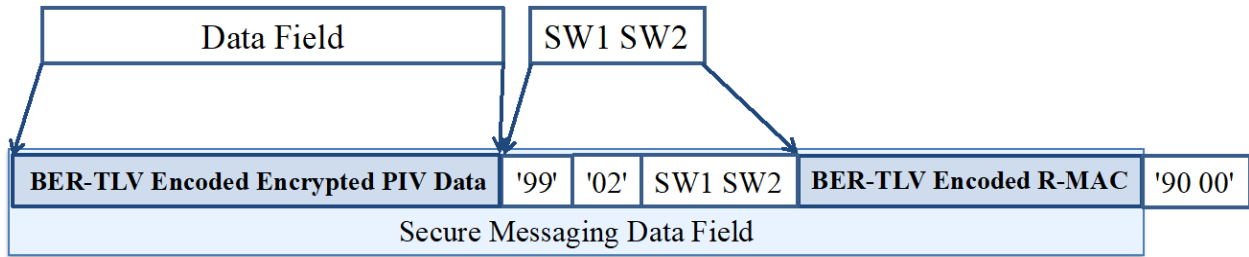 Data Field SW1 SW2
BER-TLV Encoded Encrypted PIV Data '99' '02' SW1 SW2 BER-TLV Encoded R-MAC '90 00'
Secure Messaging Data Field